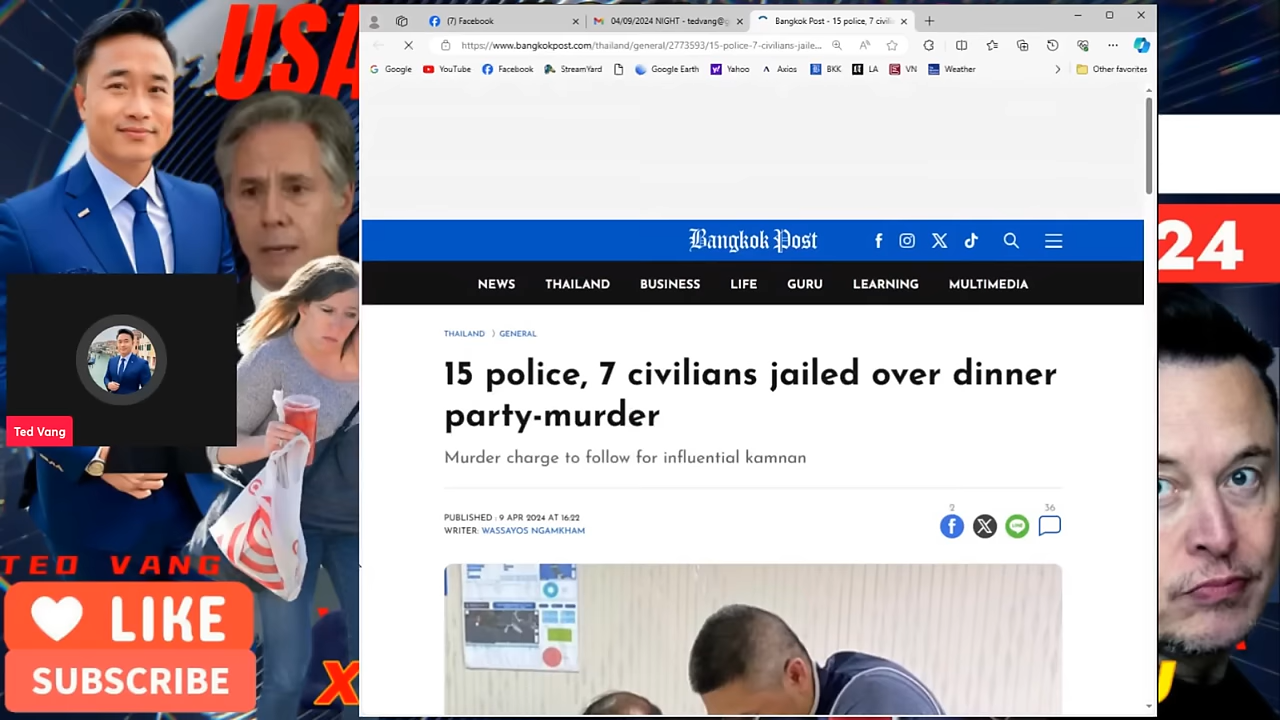 USA
(7) Facebook
04/09/2024 NIGHT - tedvang@g
Bangkok Post - 15 police, 7 civilia
https://www.bangkokpost.com/thailand/general/2773593/15-police-7-civilians-jaile...
Google
YouTube
Facebook
StreamYard
Google Earth
Yahoo
Axios
BKK
LA
VN
Weather
Other favorites
Bangkok Post
NEWS
THAILAND
BUSINESS
LIFE
GURU
LEARNING
MULTIMEDIA
24
THAILAND
GENERAL
15 police, 7 civilians jailed over dinner
party-murder
Murder charge to follow for influential kamnan
PUBLISHED : 9 APR 2024 AT 16:22
WRITER: WASSAYOS NGAMKHAM
2
36
Ted Vang
TED VANG
LIKE
SUBSCRIBE
X